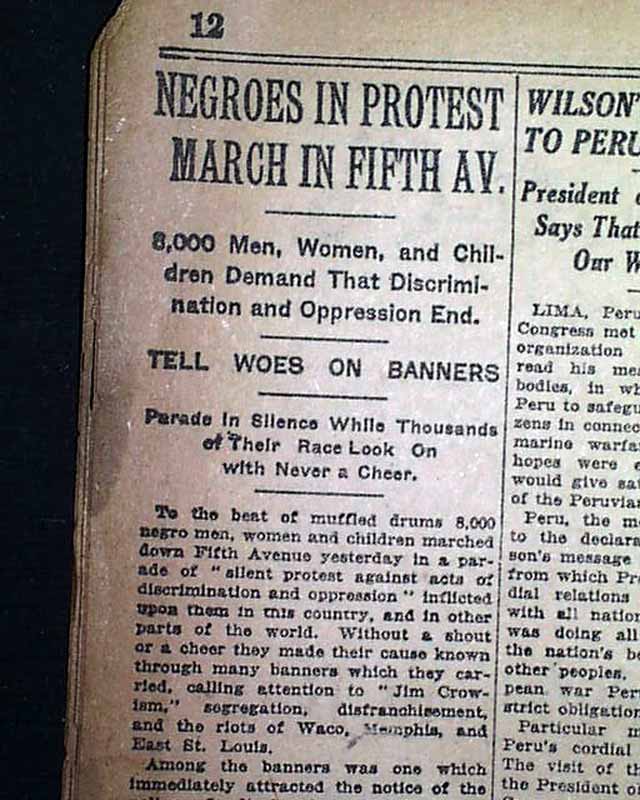 12
NEGROES IN PROTEST
MARCH IN FIFTH AV.
8,000 Men, Women, and Chil-
dren Demand That Discrimi-
nation and Oppression End.
TELL WOES ON BANNERS
Parade in Silence While Thousands
of Their Race Look On
with Never a Cheer.
To the beat of muffled drums 8,000
negro men, women and children marched
down Fifth Avenue yesterday in a par-
ade of "silent protest against acts of
discrimination and oppression" inflicted
upon them in this country, and in other
parts of the world. Without a shout
or a cheer they made their cause known
through many banners which they car-
ried, calling attention to "Jim Crow-
ism," segregation, disfranchisement,
and the riots of Waco, Memphis, and
East St. Louis.
Among the banners was one which
immediately attracted the notice of the
WILSON'
TO PERU
President
Says That
Our W
LIMA, Peru
Congress met
organization
read his mes
bodies, in wh
Peru to safegu
zens in connec
marine warfa
hopes were e
would give sat
of the Peruvia
Peru, the m
to the declara
son's message
from which Pre
dial relations
with all nation
was doing all
the nation's be
other peoples.
pean war Per
strict obligation
Particular m
Peru's cordial
The visit of th
the President o